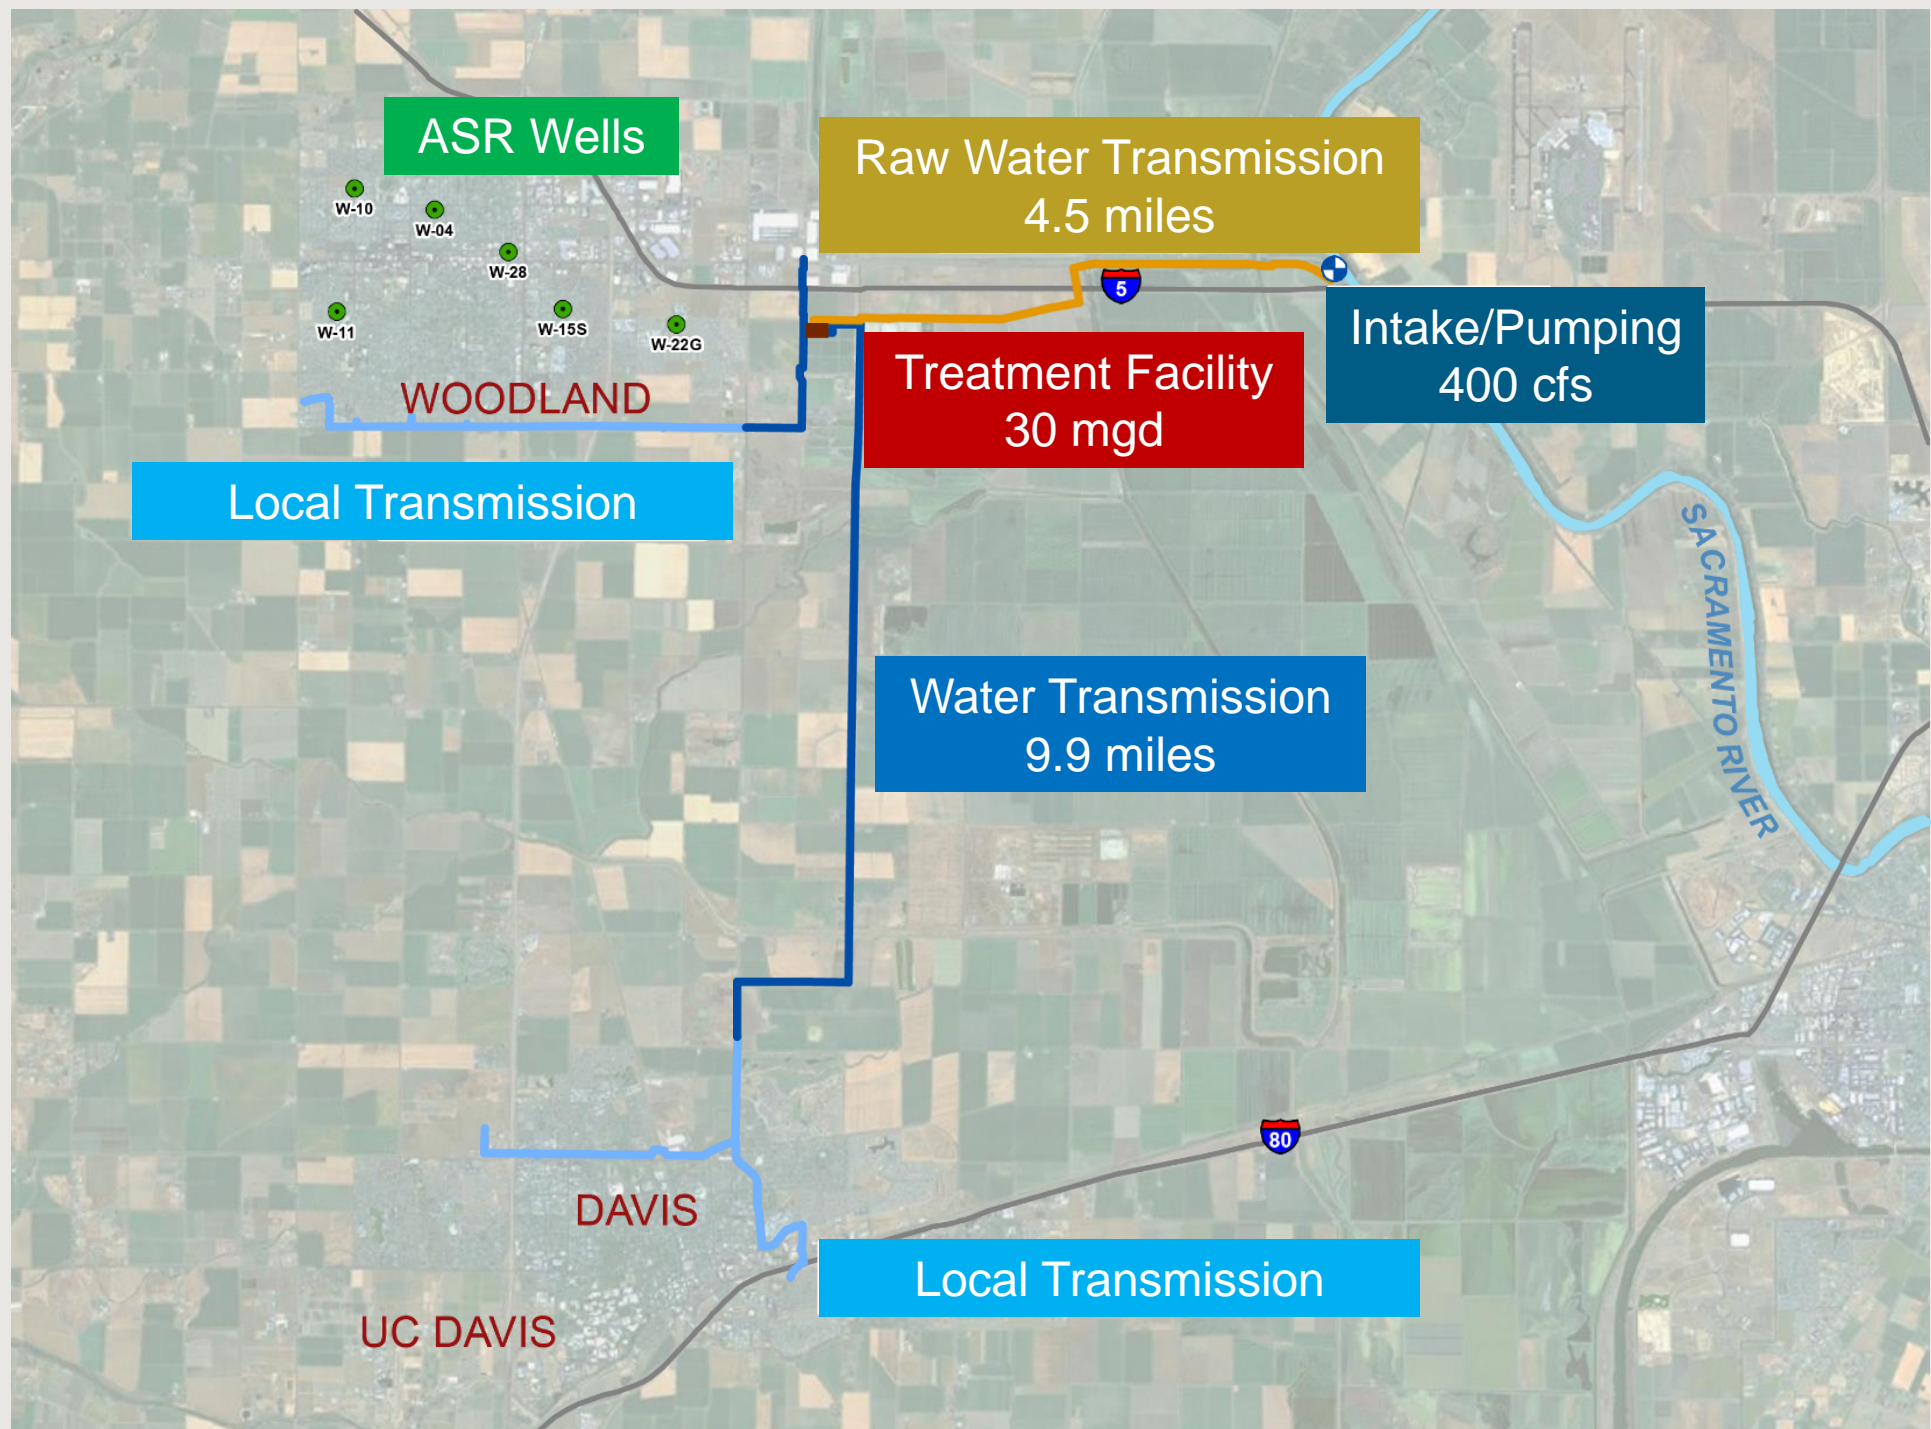 ASR Wells
Raw Water Transmission
4.5 miles
W-10
W-04
W-28
W-11
W-15S
W-22G
5
Intake/Pumping
400 cfs
Treatment Facility
30 mgd
WOODLAND
Local Transmission
SACRAMENTO RIVER
Water Transmission
9.9 miles
80
DAVIS
Local Transmission
UC DAVIS